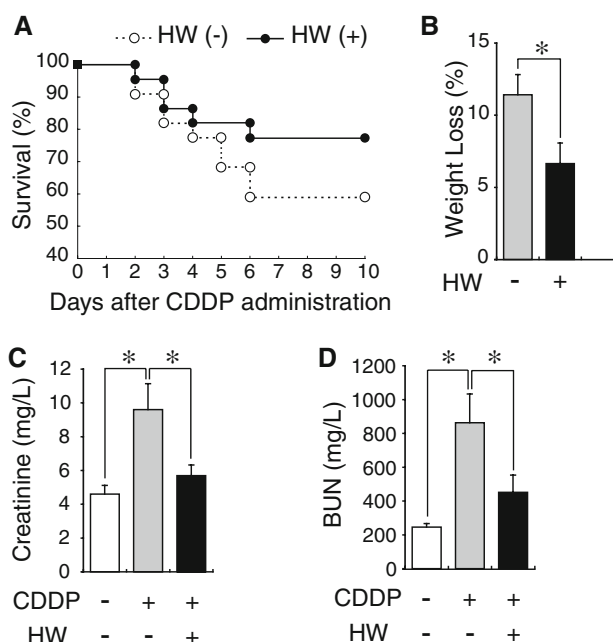 A
HW (-) HW (+)
100
90
80
70
60
50
40
Survival (%)
0 1 2 3 4 5 6 7 8 9 10
Days after CDDP administration
B
15
10
5
0
Weight Loss (%)
*
HW - +
C
12
10
8
6
4
2
0
Creatinine (mg/L)
* *
CDDP - + +
HW - - +
D
1200
1000
800
600
400
200
0
BUN (mg/L)
* *
CDDP - + +
HW - - +